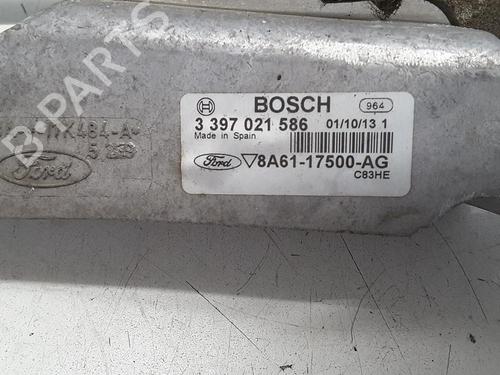 BOSCH
964
3 397 021 586 01/10/13 1
Made in Spain
Ford 8A61-17500-AG
C83HE
Ford
B-Parts